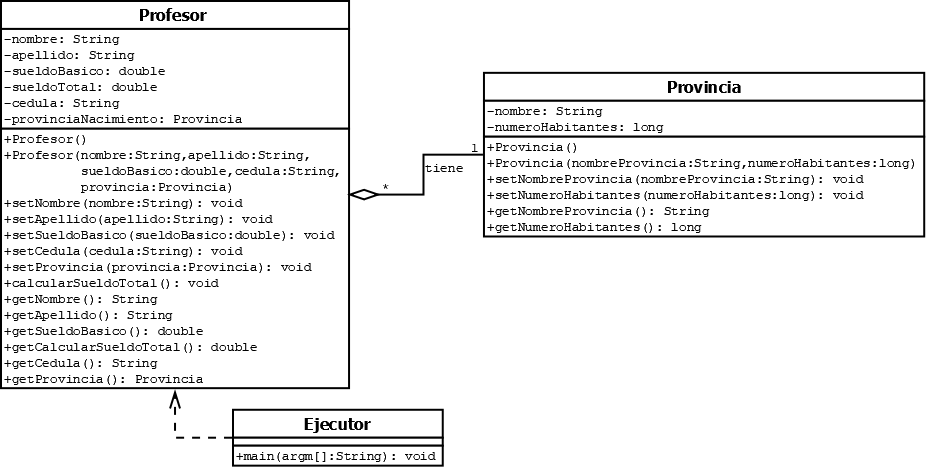 Profesor
-nombre: String
-apellido: String
-sueldoBasico: double
-sueldoTotal: double
-cedula: String
-provinciaNacimiento: Provincia
+Profesor()
+Profesor(nombre:String,apellido:String,
sueldoBasico:double,cedula:String,
provincia:Provincia)
+setNombre(nombre:String): void
+setApellido(apellido:String): void
+setSueldoBasico(sueldoBasico:double): void
+setCedula(cedula:String): void
+setProvincia(provincia:Provincia): void
+calcularSueldoTotal(): void
+getNombre(): String
+getApellido(): String
+getSueldoBasico(): double
+getCalcularSueldoTotal(): double
+getCedula(): String
+getProvincia(): Provincia
*
1
tiene
Provincia
-nombre: String
-numeroHabitantes: long
+Provincia()
+Provincia(nombreProvincia:String,numeroHabitantes:long)
+setNombreProvincia(nombreProvincia:String): void
+setNumeroHabitantes(numeroHabitantes:long): void
+getNombreProvincia(): String
+getNumeroHabitantes(): long
Ejecutor
+main(argm[]:String): void